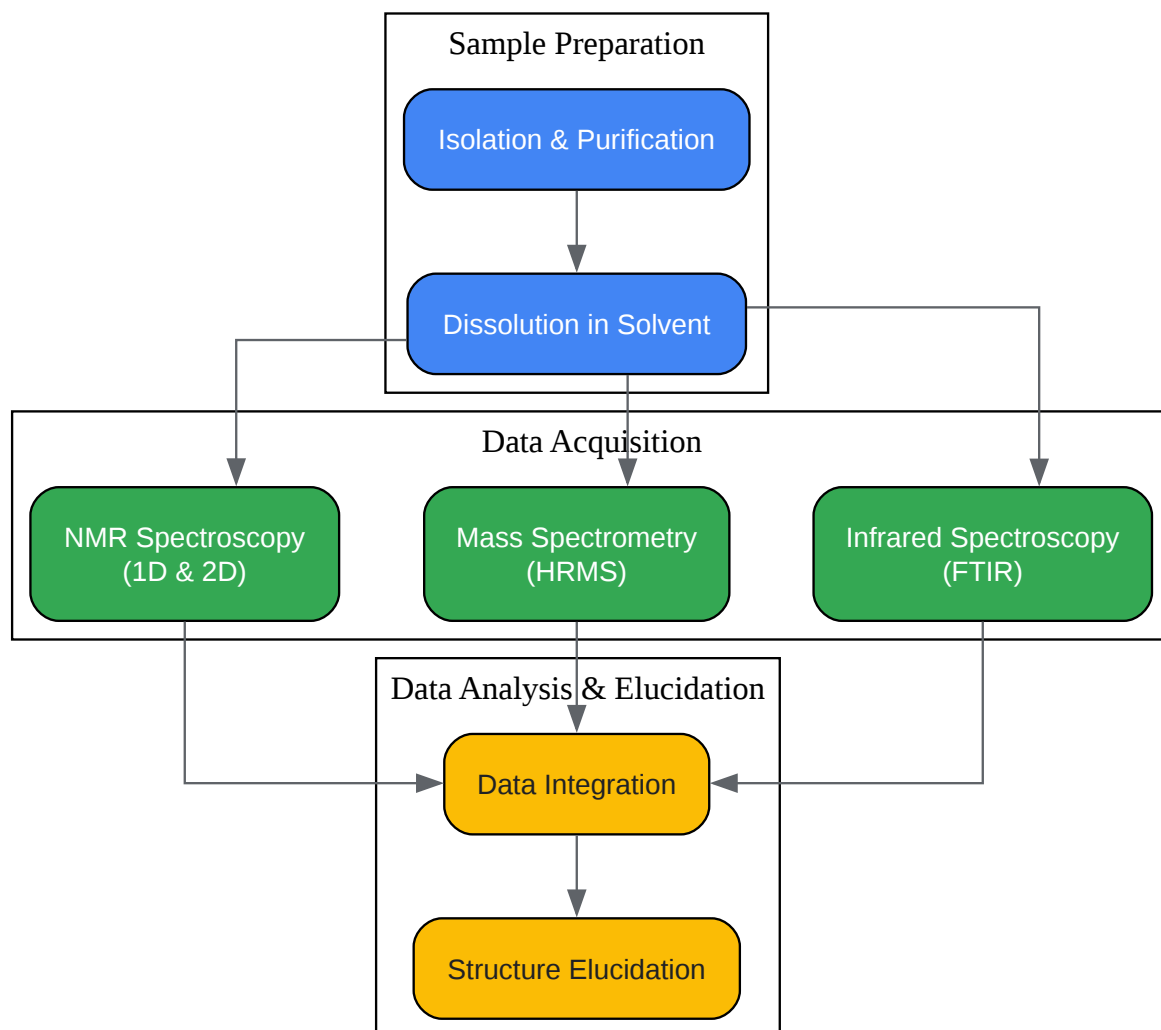 Sample Preparation
Isolation & Purification
Dissolution in Solvent
Data Acquisition
NMR Spectroscopy
(1D & 2D)
Mass Spectrometry
(HRMS)
Infrared Spectroscopy
(FTIR)
Data Analysis & Elucidation
Data Integration
Structure Elucidation